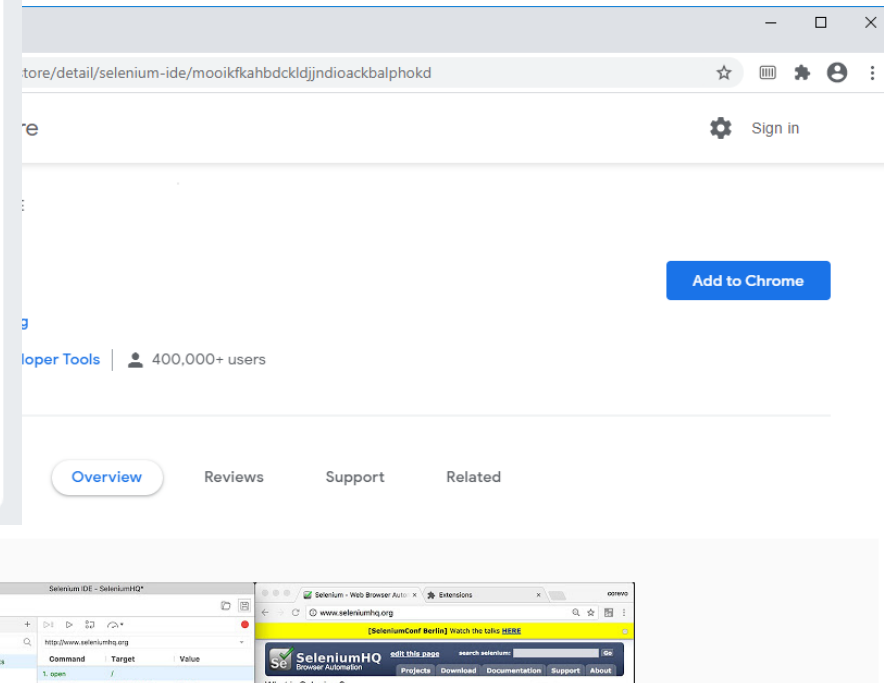 tore/detail/selenium-ide/mooikfkahbdckldjjndioackbalphokd
re
Sign in
Add to Chrome
g
loper Tools
400,000+ users
Overview Reviews Support Related
Selenium IDE - SeleniumHQ*
http://www.seleniumhq.org
Command Target Value
1. open /
Selenium - Web Browser Auto Extensions
corevo
www.seleniumhq.org
[SeleniumConf Berlin] Watch the talks HERE
Se SeleniumHQ
Browser Automation
edit this page search selenium: Go
Projects Download Documentation Support About